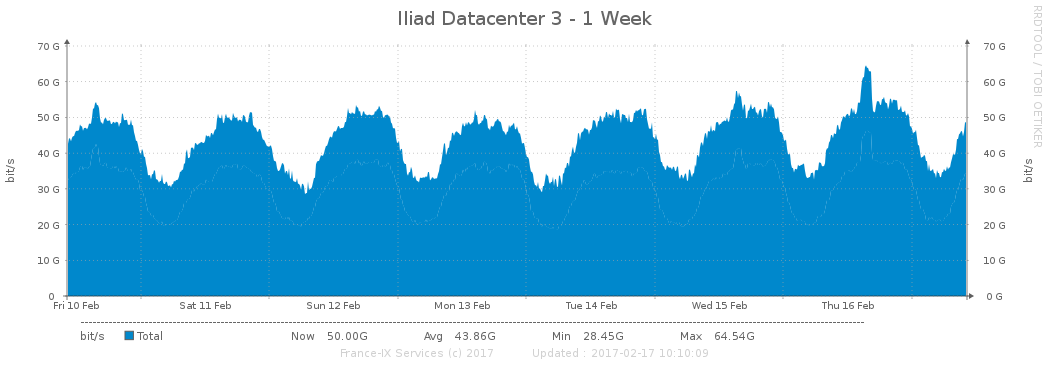 Iliad Datacenter 3 - 1 Week
RRDTOOL / TOBI OETIKER
bit/s
bit/s
70 G 70 G
60 G 60 G
50 G 50 G
40 G 40 G
30 G 30 G
20 G 20 G
10 G 10 G
0 0 G
Fri 10 Feb Sat 11 Feb Sun 12 Feb Mon 13 Feb Tue 14 Feb Wed 15 Feb Thu 16 Feb
bit/s Total Now 50.00G Avg 43.86G Min 28.45G Max 64.54G
France-IX Services (c) 2017 Updated : 2017-02-17 10:10:09